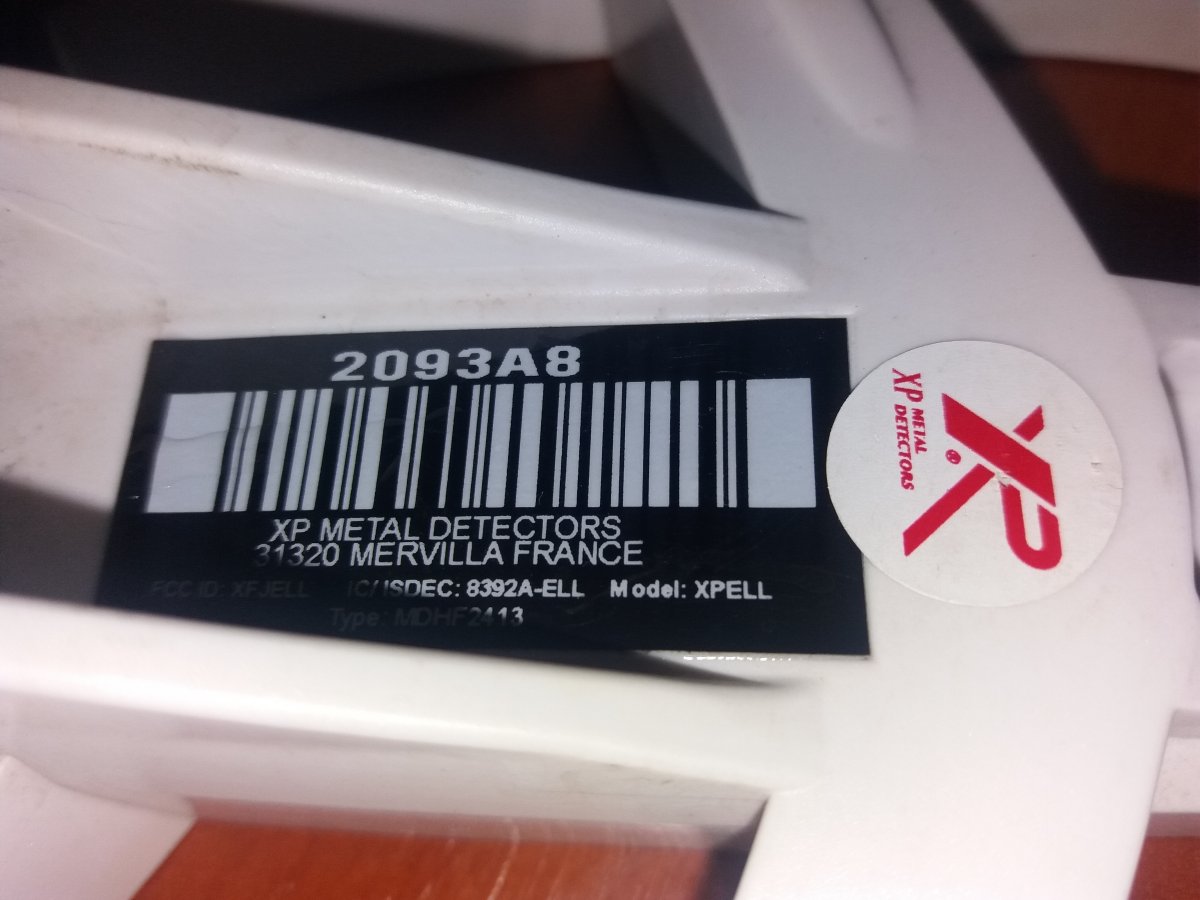 2093A8
XP METAL DETECTORS
31320 MERVILLA FRANCE
FCC ID: XFJELL IC/ISDEC: 8392A-ELL Model: XPELL
Type: MDHF2413
XP METAL
DETECTORS
XP ®